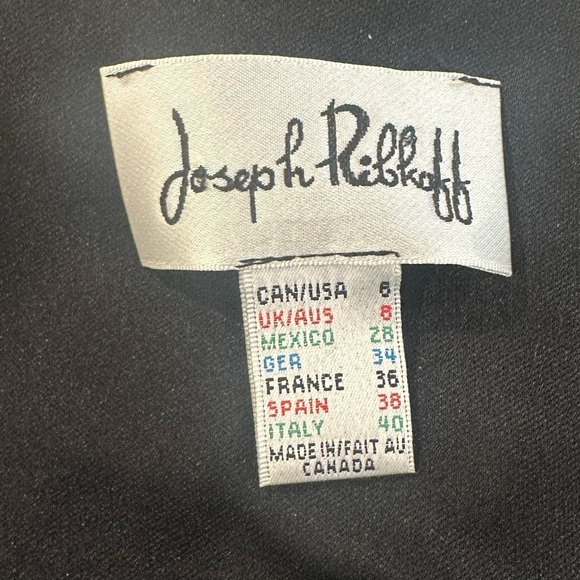 Joseph Ribkoff
CAN/USA 6
UK/AUS 8
MEXICO 28
GER 34
FRANCE 36
SPAIN 38
ITALY 40
MADE IN/FAIT AU
CANADA